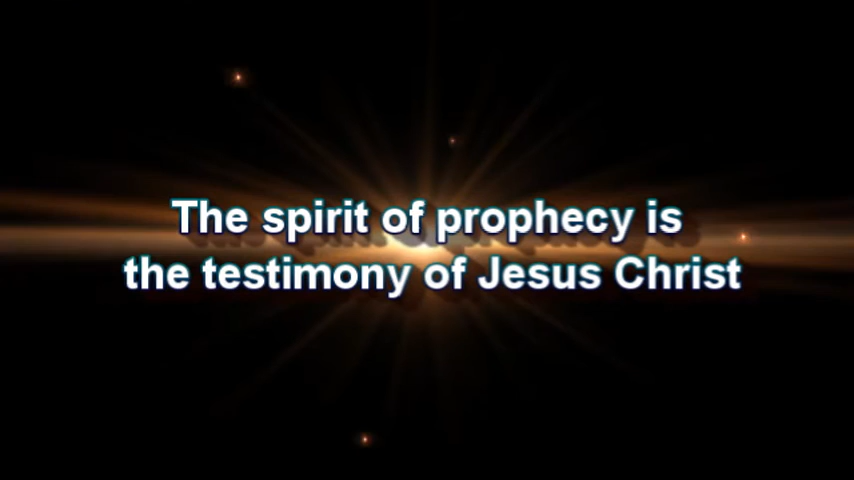 The spirit of prophecy is
the testimony of Jesus Christ